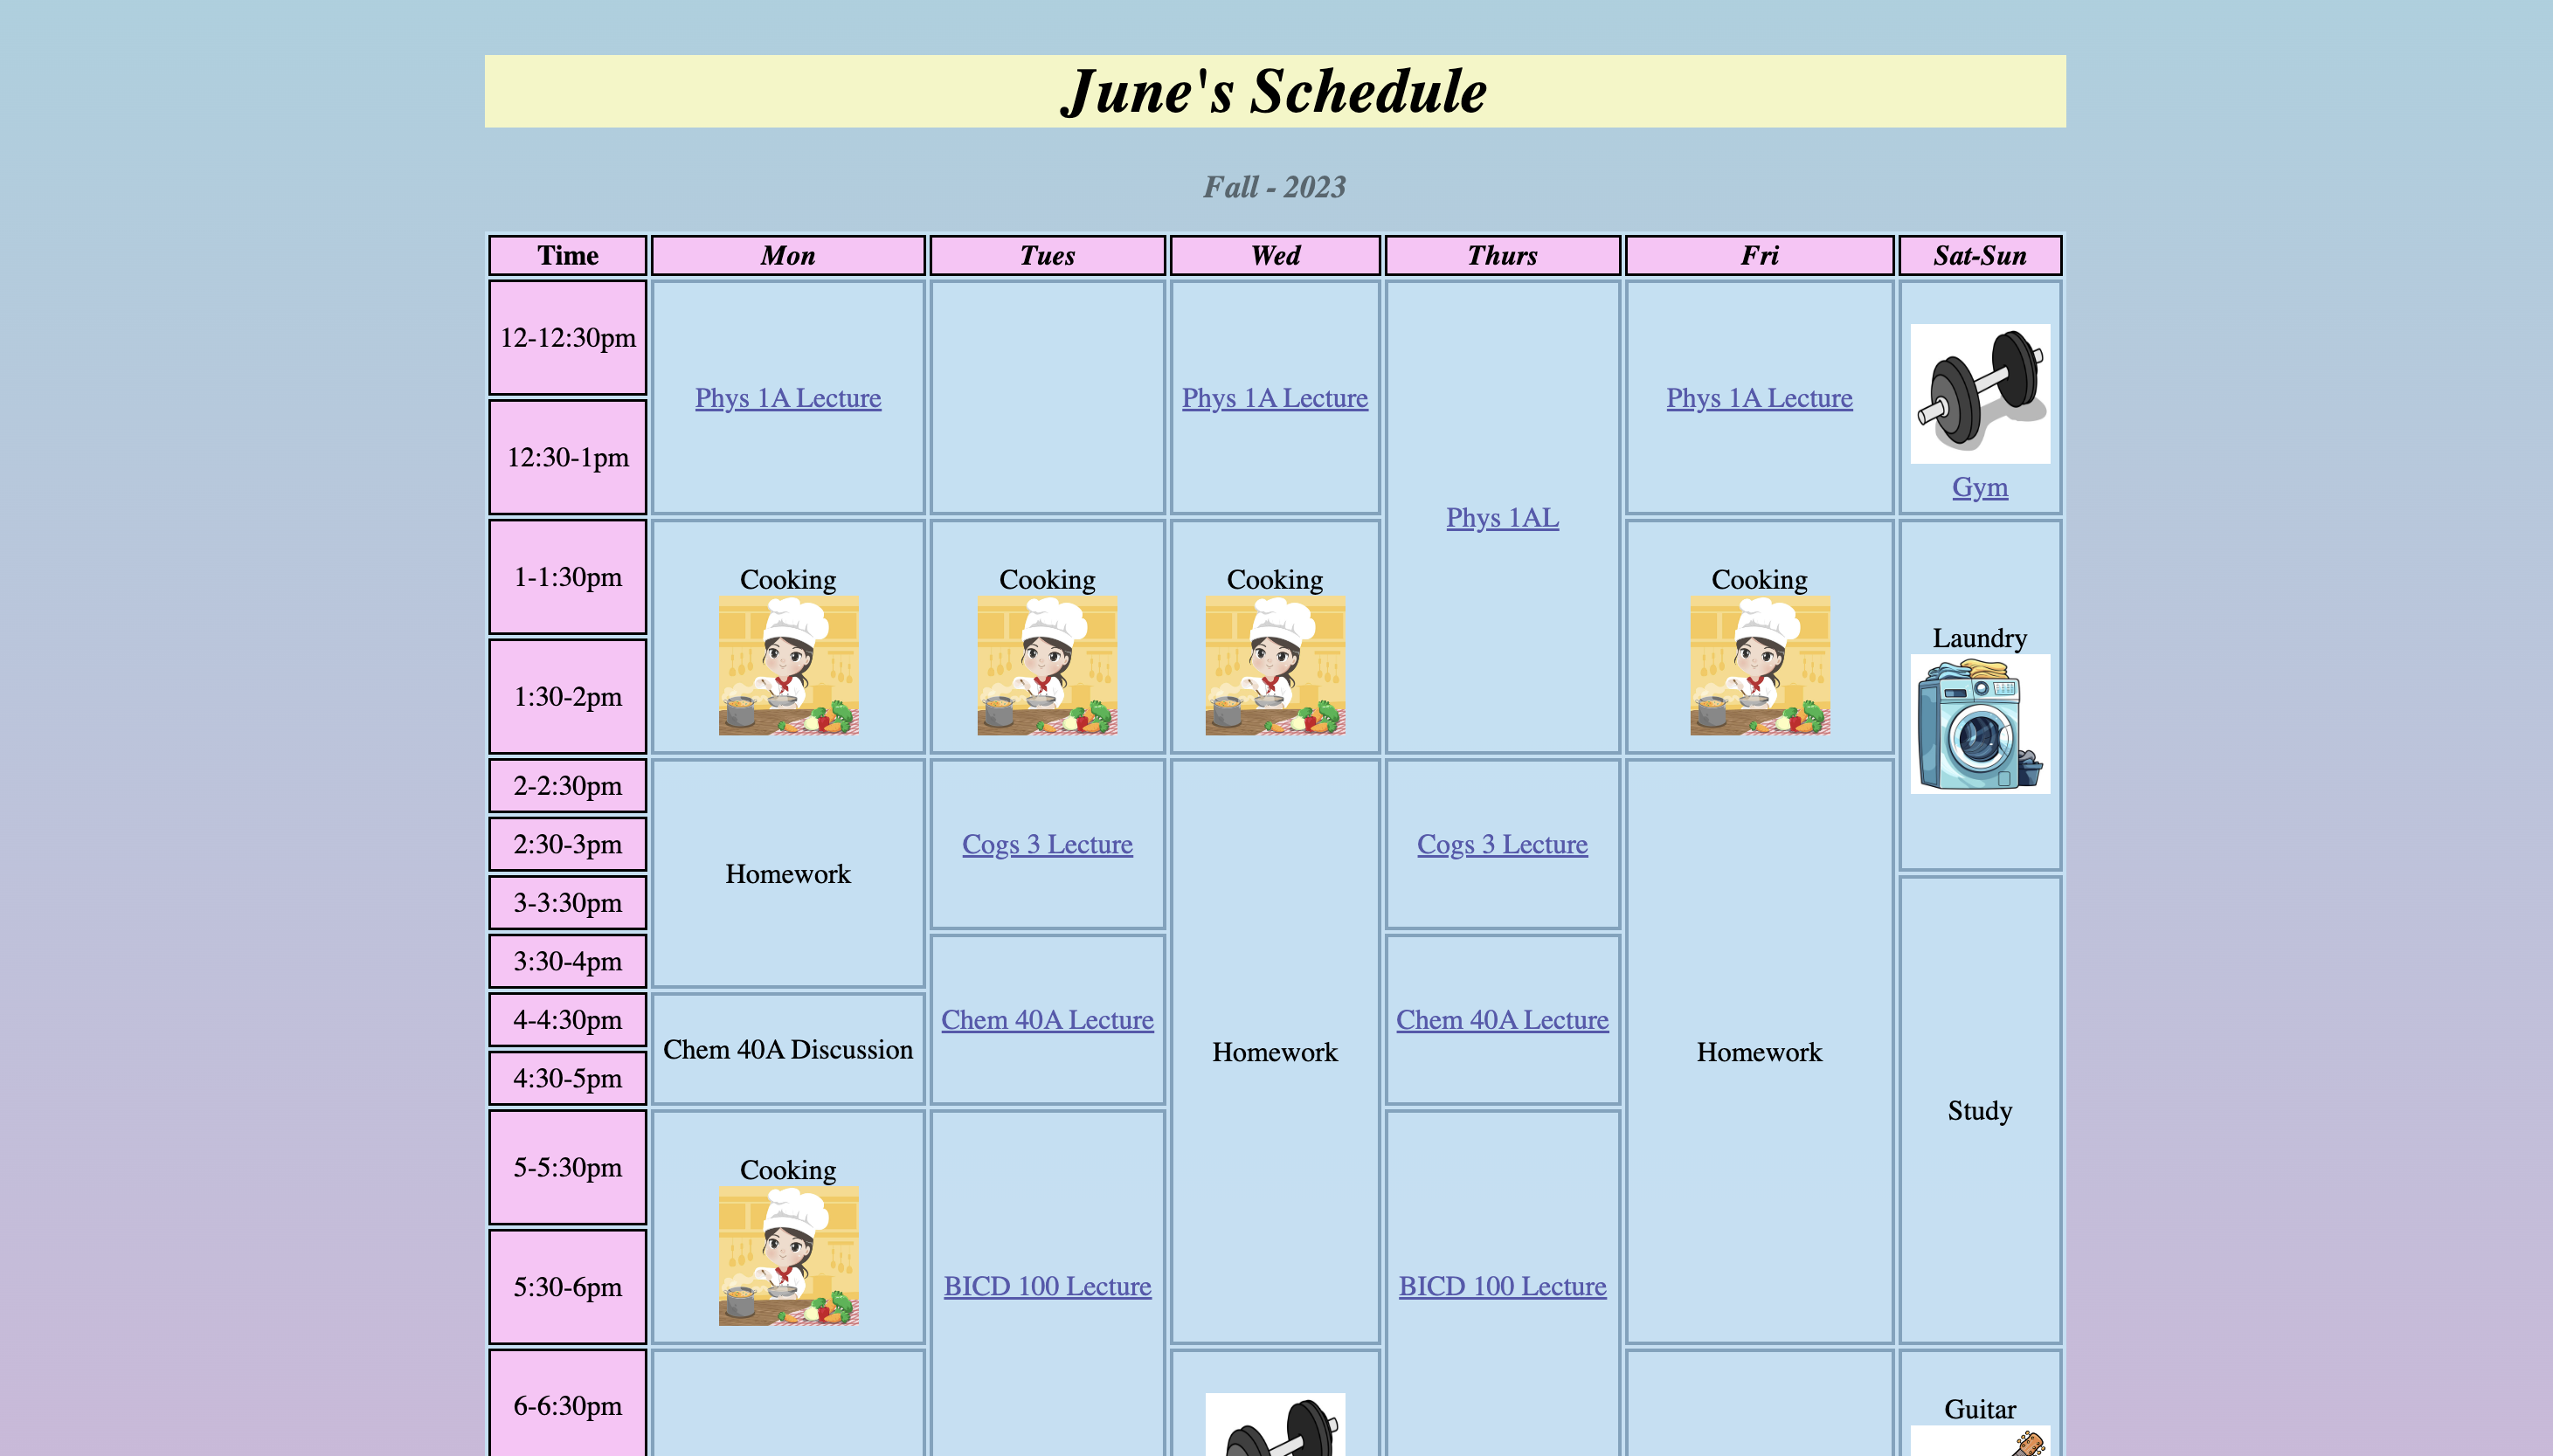 June's Schedule
Fall - 2023
Time Mon Tues Wed Thurs Fri Sat-Sun
12-12:30pm
Phys 1A Lecture Phys 1A Lecture Phys 1A Lecture
12:30-1pm
Gym
Phys 1AL
1-1:30pm Cooking Cooking Cooking Cooking
Laundry
1:30-2pm
2-2:30pm
2:30-3pm Cogs 3 Lecture Cogs 3 Lecture
Homework
3-3:30pm
3:30-4pm
4-4:30pm Chem 40A Lecture Chem 40A Lecture
Chem 40A Discussion Homework Homework
4:30-5pm
Study
5-5:30pm Cooking
5:30-6pm BICD 100 Lecture BICD 100 Lecture
6-6:30pm Guitar